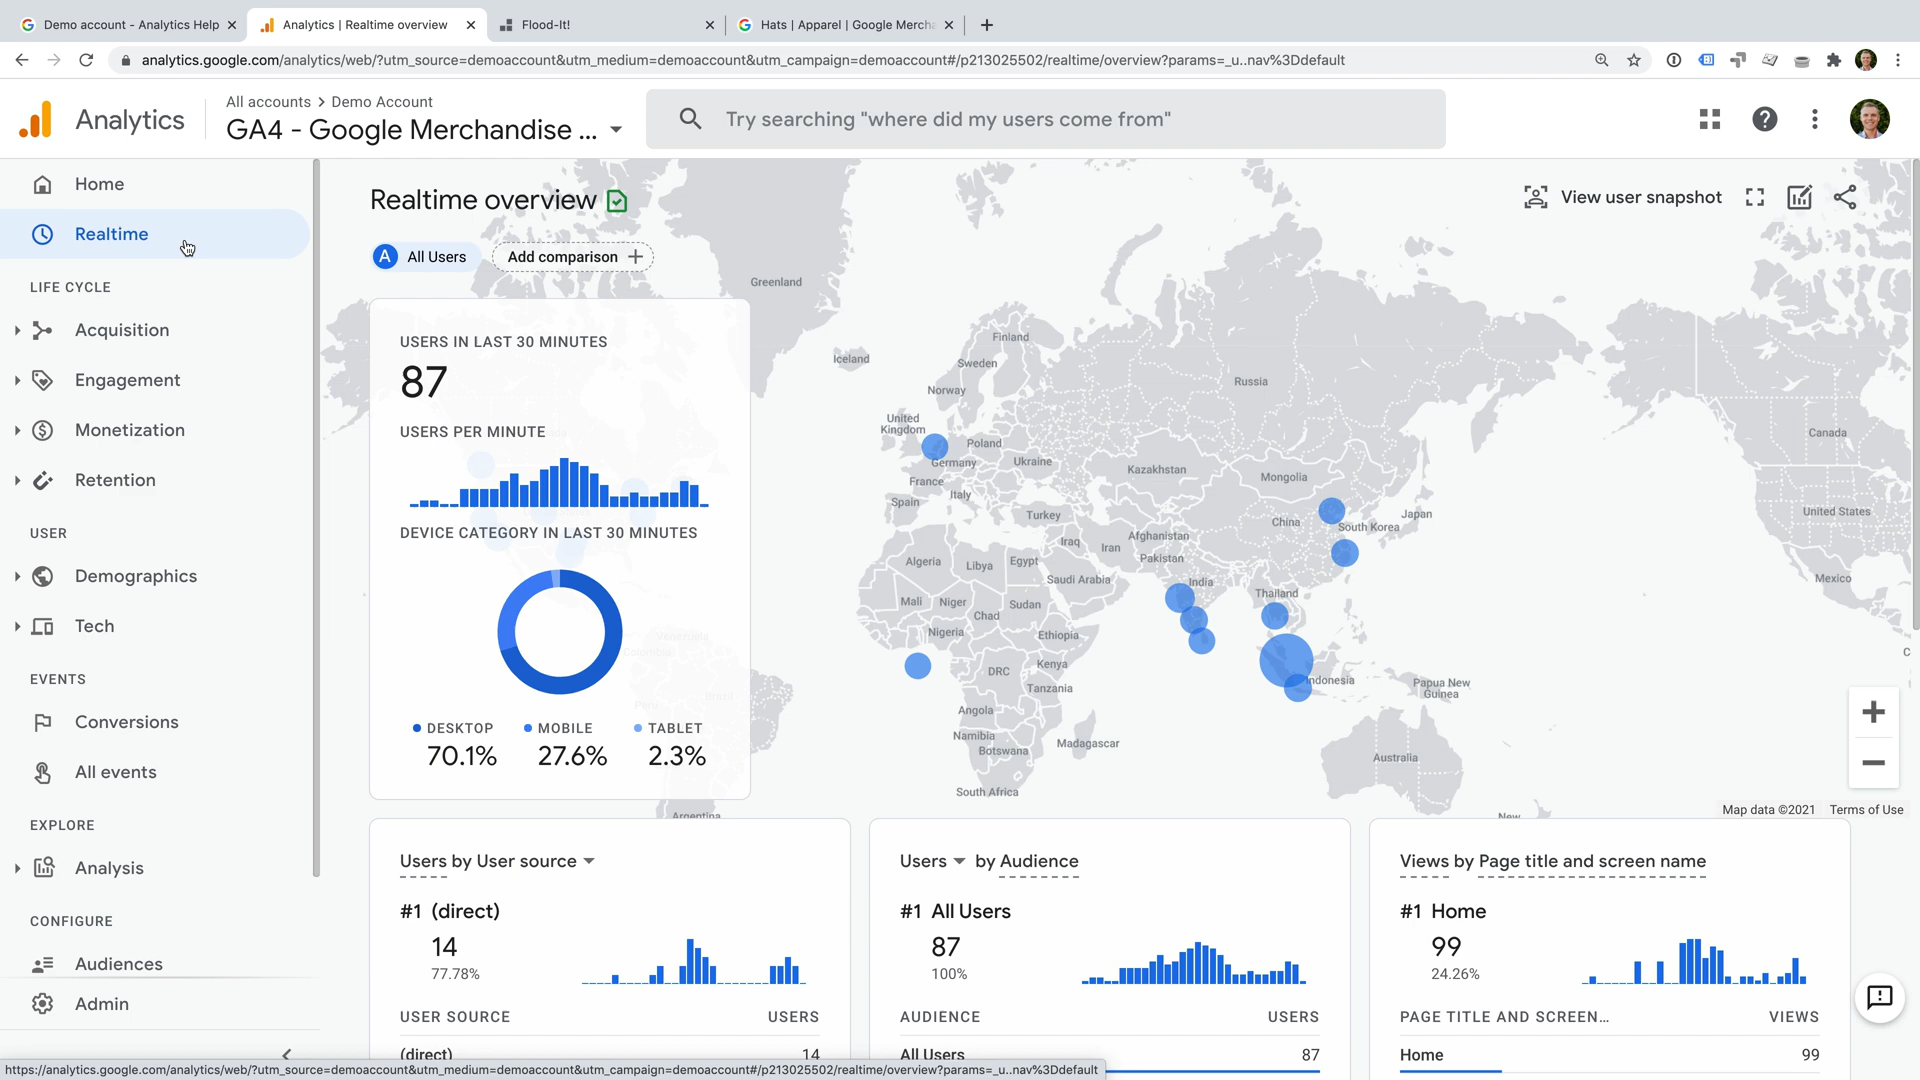 Demo account - Analytics Help
Analytics | Realtime overview
Flood-It!
Hats | Apparel | Google Mercha
analytics.google.com/analytics/web/?utm_source=demoaccount&utm_medium=demoaccount&utm_campaign=demoaccount#/p213025502/realtime/overview?params=_u..nav%3Ddefault
Analytics
All accounts > Demo Account
GA4 - Google Merchandise ...
Try searching "where did my users come from"
Home
Realtime
LIFE CYCLE
Acquisition
Engagement
Monetization
Retention
USER
Demographics
Tech
EVENTS
Conversions
All events
EXPLORE
Analysis
CONFIGURE
Audiences
Admin
Realtime overview
View user snapshot
A All Users
Add comparison +
USERS IN LAST 30 MINUTES
87
USERS PER MINUTE
DEVICE CATEGORY IN LAST 30 MINUTES
DESKTOP
70.1%
MOBILE
27.6%
TABLET
2.3%
Greenland
Iceland
Finland
Sweden
Norway
Russia
United Kingdom
Poland
Germany
Ukraine
France
Spain
Italy
Kazakhstan
Mongolia
Turkey
China
South Korea
Japan
Iraq
Iran
Afghanistan
Pakistan
Algeria
Libya
Egypt
Saudi Arabia
India
Thailand
Mali
Niger
Chad
Sudan
Nigeria
Ethiopia
DRC
Kenya
Tanzania
Indonesia
Papua New Guinea
Angola
Namibia
Botswana
Madagascar
South Africa
Australia
Canada
United States
Mexico
Venezuela
Colombia
Argentina
New
Map data ©2021
Terms of Use
Users by User source
#1 (direct)
14
77.78%
USER SOURCE USERS
(direct) 14
Users by Audience
#1 All Users
87
100%
AUDIENCE USERS
All Users 87
Views by Page title and screen name
#1 Home
99
24.26%
PAGE TITLE AND SCREEN... VIEWS
Home 99
https://analytics.google.com/analytics/web/?utm_source=demoaccount&utm_medium=demoaccount&utm_campaign=demoaccount#/p213025502/realtime/overview?params=_u..nav%3Ddefault